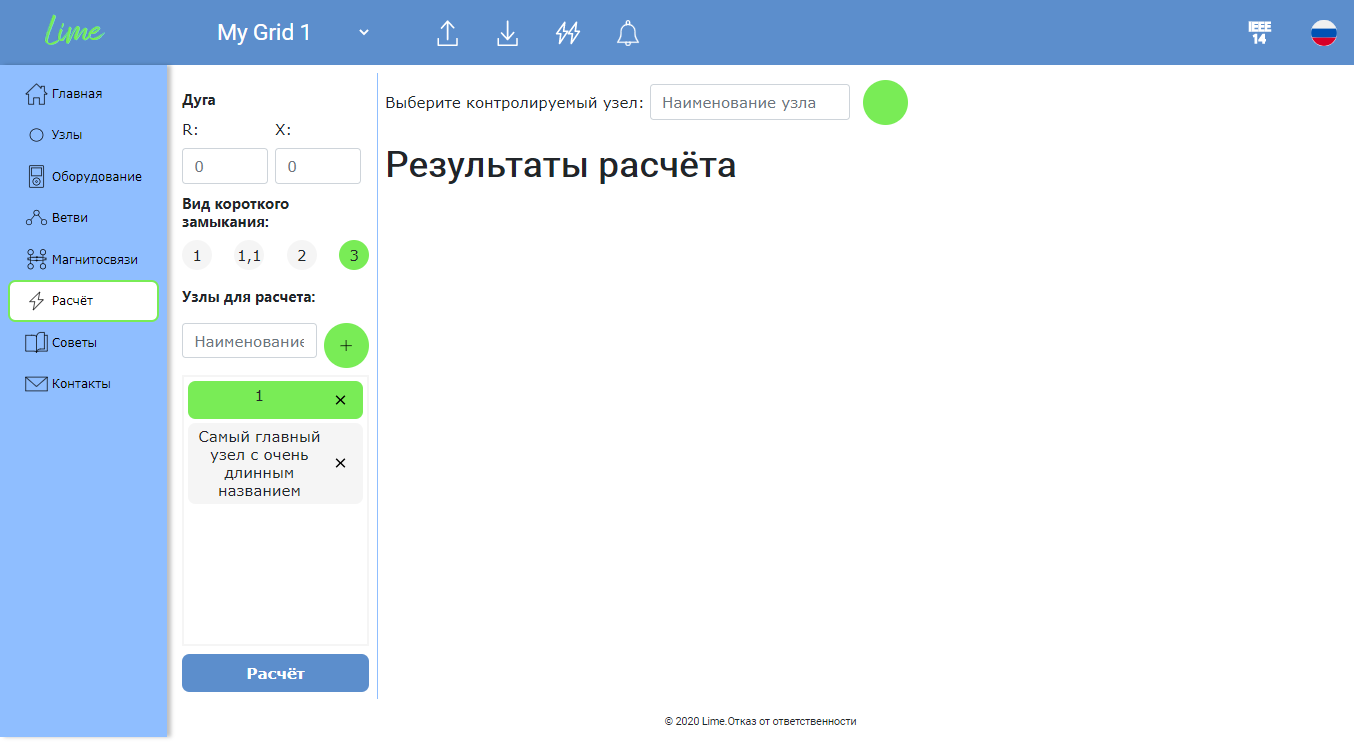 Lime
My Grid 1
IEEE
14
Главная
Узлы
Оборудование
Ветви
Магнитосвязи
Расчёт
Советы
Контакты
Дуга
R: X:
0 0
Вид короткого
замыкания:
1 1,1 2 3
Узлы для расчета:
Наименование
+
1
Самый главный
узел с очень
длинным
названием
Расчёт
Выберите контролируемый узел: Наименование узла
Результаты расчёта
© 2020 Lime.Отказ от ответственности